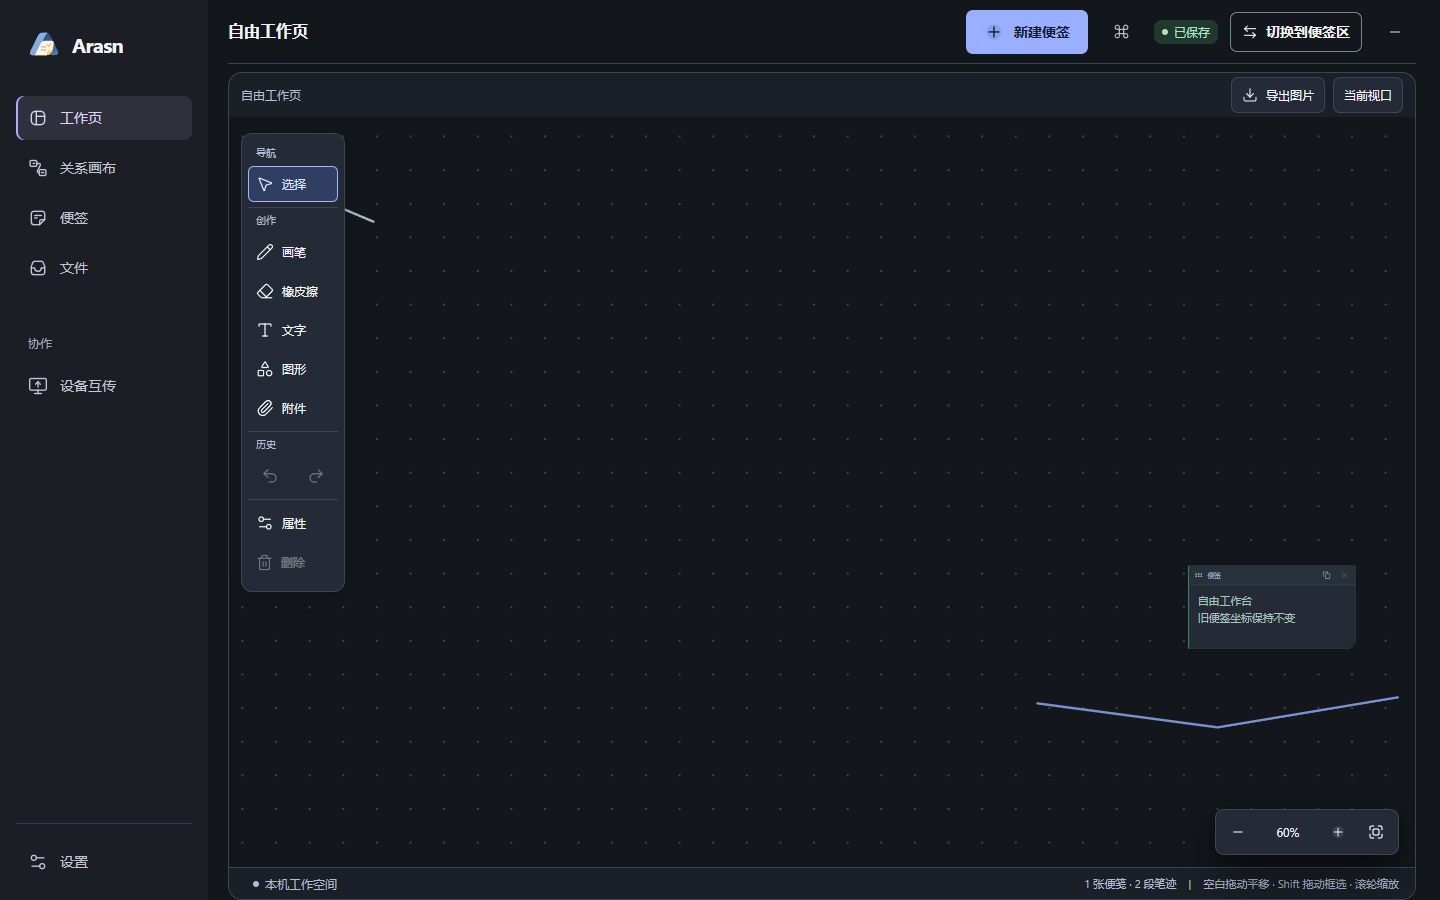 Arasn
工作页
关系画布
便签
文件
协作
设备互传
设置
自由工作页
新建便签
已保存
切换到便签区
自由工作页
导出图片
当前视口
导航
选择
创作
画笔
橡皮擦
文字
图形
附件
历史
属性
删除
便签
自由工作台
旧便签坐标保持不变
60%
本机工作空间
1 张便笺 · 2 段笔迹 | 空白拖动平移 · Shift 拖动框选 · 滚轮缩放